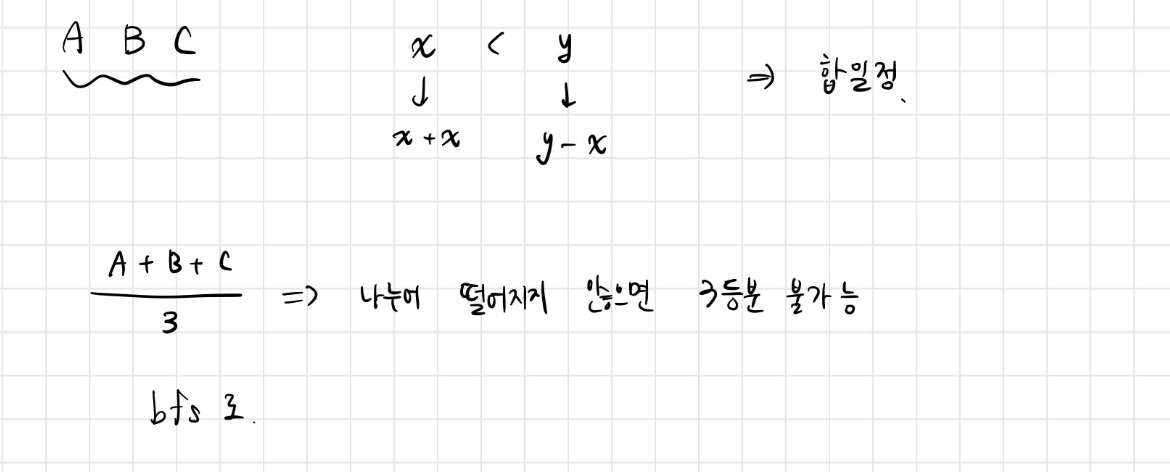 A B C
x < y ⇒ 합일정.
↓ ↓
x + x y - x
A + B + C
3
⇒ 나누어 떨어지지 않으면 3등분 불가능
bfs 로.